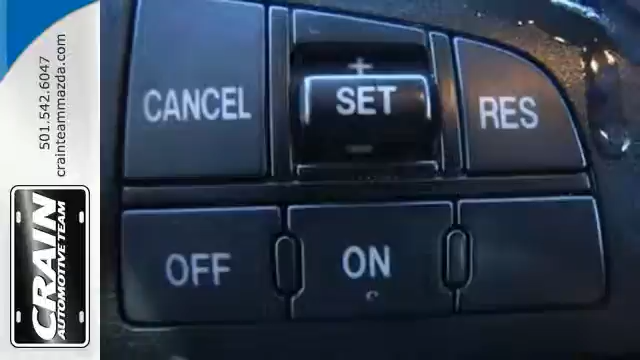 501.542.6047
crainteammazda.com
CRAIN
AUTOMOTIVE TEAM
CANCEL
+
SET
−
RES
OFF
ON